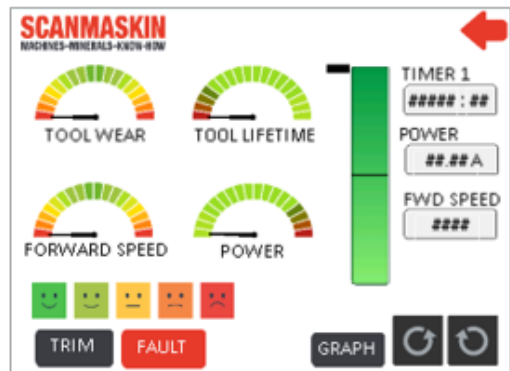 SCANMASKIN
MACHINES-MINERALS-KNOW-HOW
TOOL WEAR
TOOL LIFETIME
FORWARD SPEED
POWER
TIMER 1
##### : ##
POWER
##.## A
FWD SPEED
####
TRIM
FAULT
GRAPH